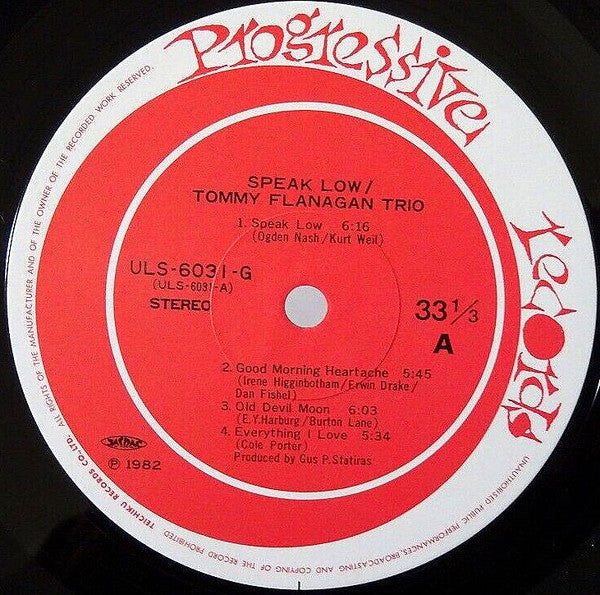 Progressive
records
SPEAK LOW/
TOMMY FLANAGAN TRIO
1. Speak Low 6:16
(Ogden Nash/Kurt Weil)
ULS-6031-G
(ULS-6031-A)
STEREO
33 1/3
A
2. Good Morning Heartache 5:45
(Irene Higginbotham/Erwin Drake/
Dan Fishel)
3. Old Devil Moon 6:03
(E.Y.Harburg/Burton Lane)
4. Everything I Love 5:34
(Cole Porter)
Produced by Gus P.Statiras
℗ 1982
TEICHIKU RECORDS CO.,LTD. ALL RIGHTS OF THE MANUFACTURER AND OF THE OWNER OF THE RECORDED WORK RESERVED.
UNAUTHORISED PUBLIC PERFORMANCES, BROADCASTING AND COPYING OF THE RECORD PROHIBITED